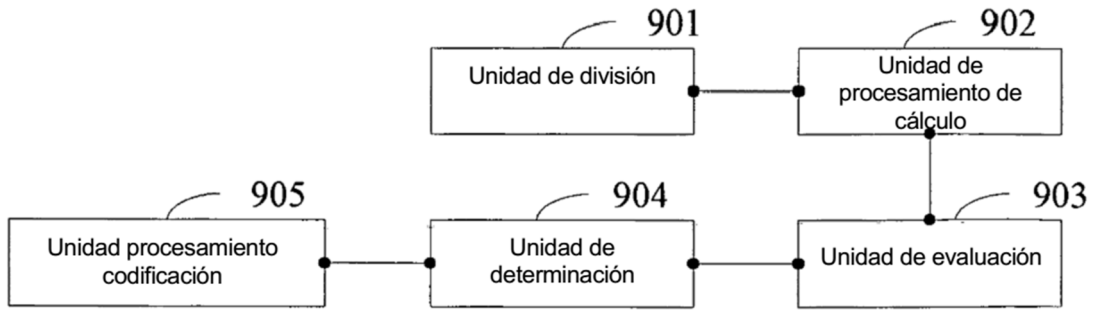 901
Unidad de división
902
Unidad de
procesamiento de
cálculo
905
Unidad procesamiento
codificación
904
Unidad de
determinación
903
Unidad de evaluación